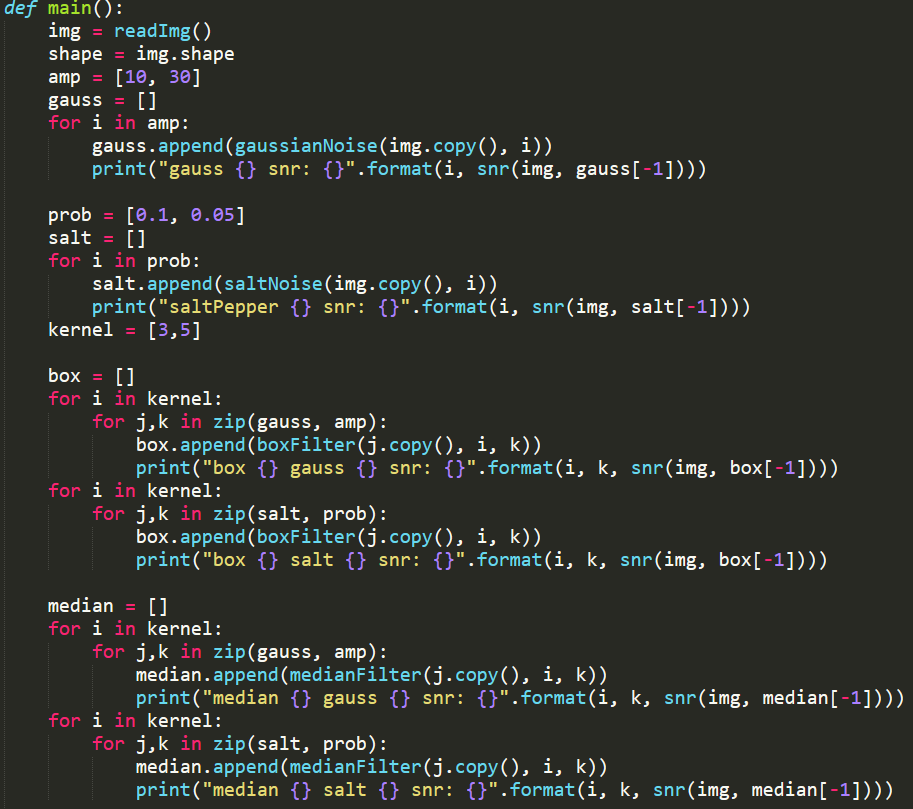 def main():
    img = readImg()
    shape = img.shape
    amp = [10, 30]
    gauss = []
    for i in amp:
        gauss.append(gaussianNoise(img.copy(), i))
        print("gauss {} snr: {}".format(i, snr(img, gauss[-1])))

    prob = [0.1, 0.05]
    salt = []
    for i in prob:
        salt.append(saltNoise(img.copy(), i))
        print("saltPepper {} snr: {}".format(i, snr(img, salt[-1])))
    kernel = [3,5]

    box = []
    for i in kernel:
        for j,k in zip(gauss, amp):
            box.append(boxFilter(j.copy(), i, k))
            print("box {} gauss {} snr: {}".format(i, k, snr(img, box[-1])))
    for i in kernel:
        for j,k in zip(salt, prob):
            box.append(boxFilter(j.copy(), i, k))
            print("box {} salt {} snr: {}".format(i, k, snr(img, box[-1])))

    median = []
    for i in kernel:
        for j,k in zip(gauss, amp):
            median.append(medianFilter(j.copy(), i, k))
            print("median {} gauss {} snr: {}".format(i, k, snr(img, median[-1])))
    for i in kernel:
        for j,k in zip(salt, prob):
            median.append(medianFilter(j.copy(), i, k))
            print("median {} salt {} snr: {}".format(i, k, snr(img, median[-1])))